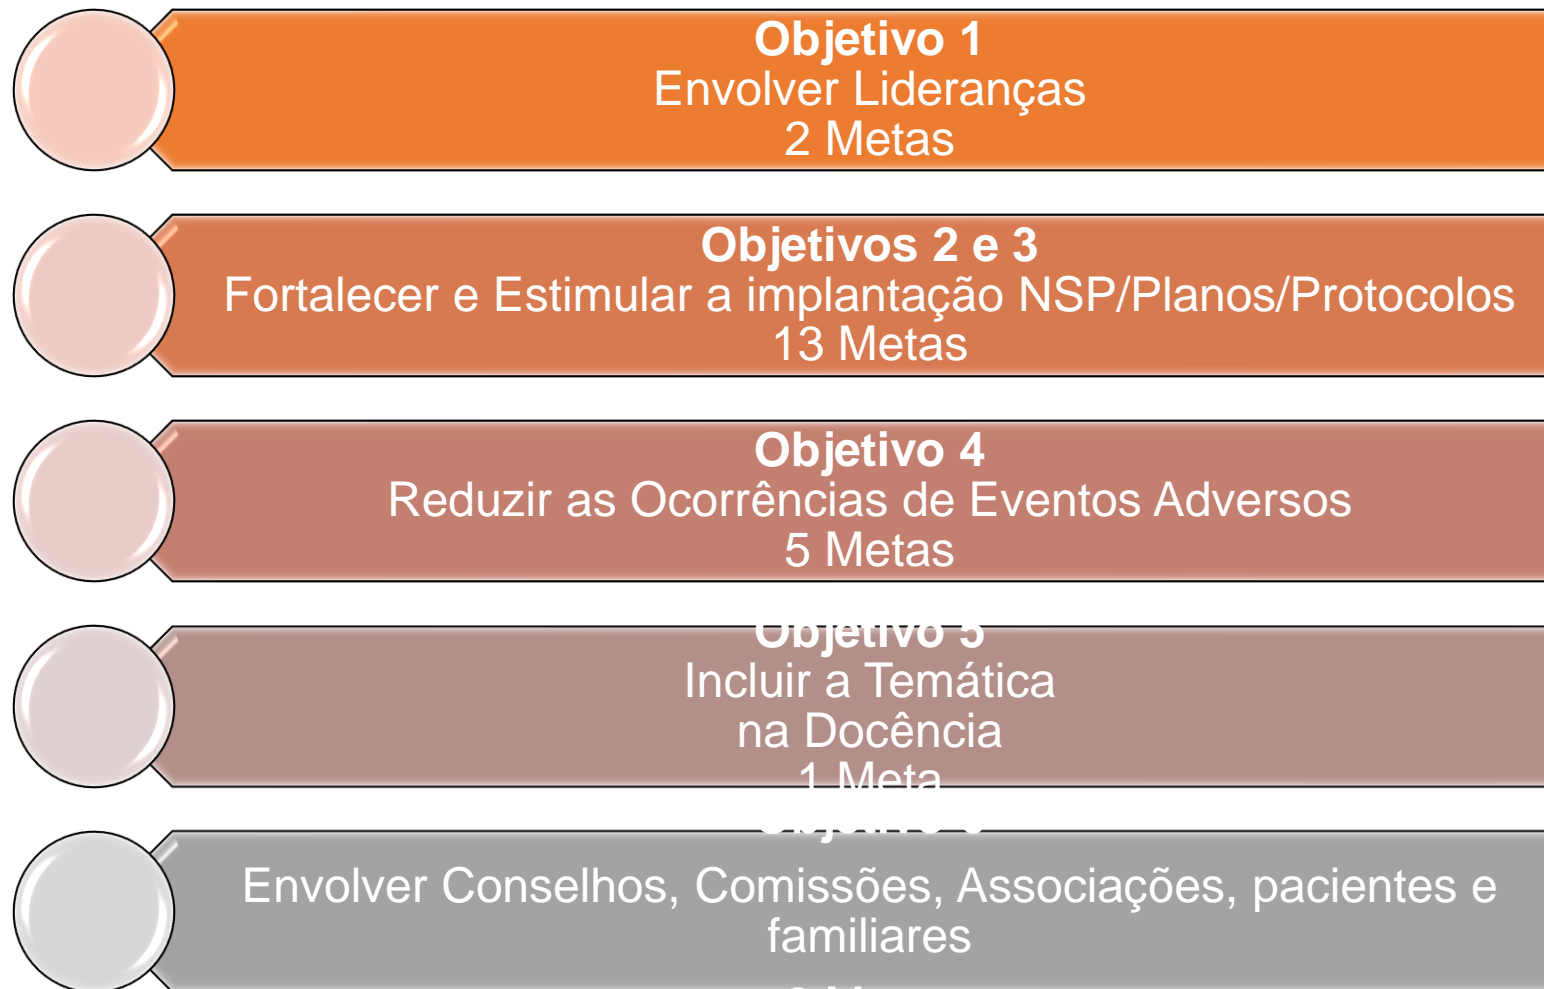 Objetivo 1
Envolver Lideranças
2 Metas
Objetivos 2 e 3
Fortalecer e Estimular a implantação NSP/Planos/Protocolos
13 Metas
Objetivo 4
Reduzir as Ocorrências de Eventos Adversos
5 Metas
Objetivo 5
Incluir a Temática
na Docência
1 Meta
Objetivo
Envolver Conselhos, Comissões, Associações, pacientes e
familiares